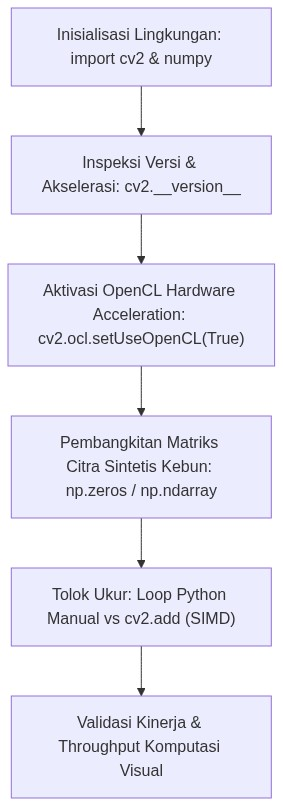 Inisialisasi Lingkungan:
import cv2 & numpy
Inspeksi Versi &
Akselerasi: cv2.__version__
Aktivasi OpenCL Hardware
Acceleration:
cv2.ocl.setUseOpenCL(True)
Pembangkitan Matriks
Citra Sintetis Kebun:
np.zeros / np.ndarray
Tolok Ukur: Loop Python
Manual vs cv2.add (SIMD)
Validasi Kinerja &
Throughput Komputasi
Visual